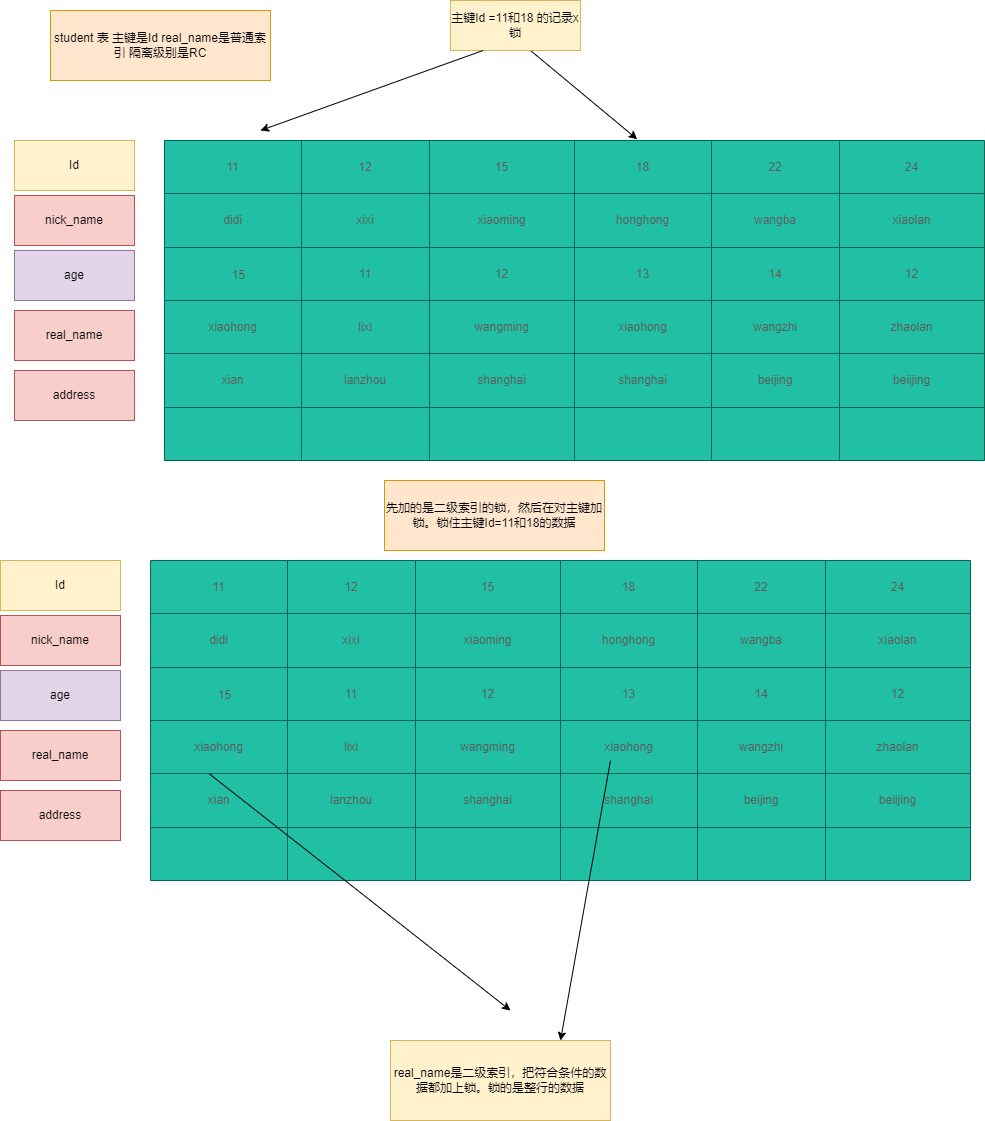 student 表 主键是Id real_name是普通索
引 隔离级别是RC
主键Id =11和18 的记录x
锁
Id 11 12 15 18 22 24
nick_name didi xixi xiaoming honghong wangba xiaolan
age 15 11 12 13 14 12
real_name xiaohong lixi wangming xiaohong wangzhi zhaolan
address xian lanzhou shanghai shanghai beijing beiijing
先加的是二级索引的锁，然后在对主键加
锁。锁住主键Id=11和18的数据
Id 11 12 15 18 22 24
nick_name didi xixi xiaoming honghong wangba xiaolan
age 15 11 12 13 14 12
real_name xiaohong lixi wangming xiaohong wangzhi zhaolan
address xian lanzhou shanghai shanghai beijing beiijing
real_name是二级索引，把符合条件的数
据都加上锁。锁的是整行的数据